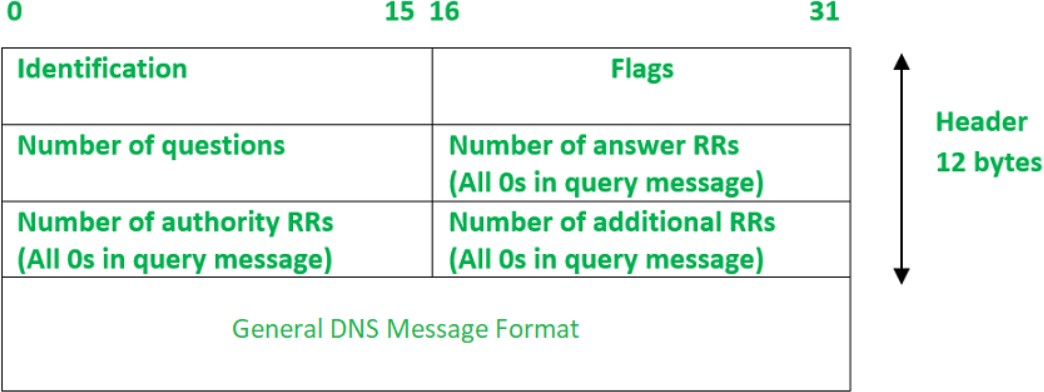 0 15 16 31
Identification Flags
Header
12 bytes
Number of questions Number of answer RRs
(All 0s in query message)
Number of authority RRs Number of additional RRs
(All 0s in query message) (All 0s in query message)
General DNS Message Format